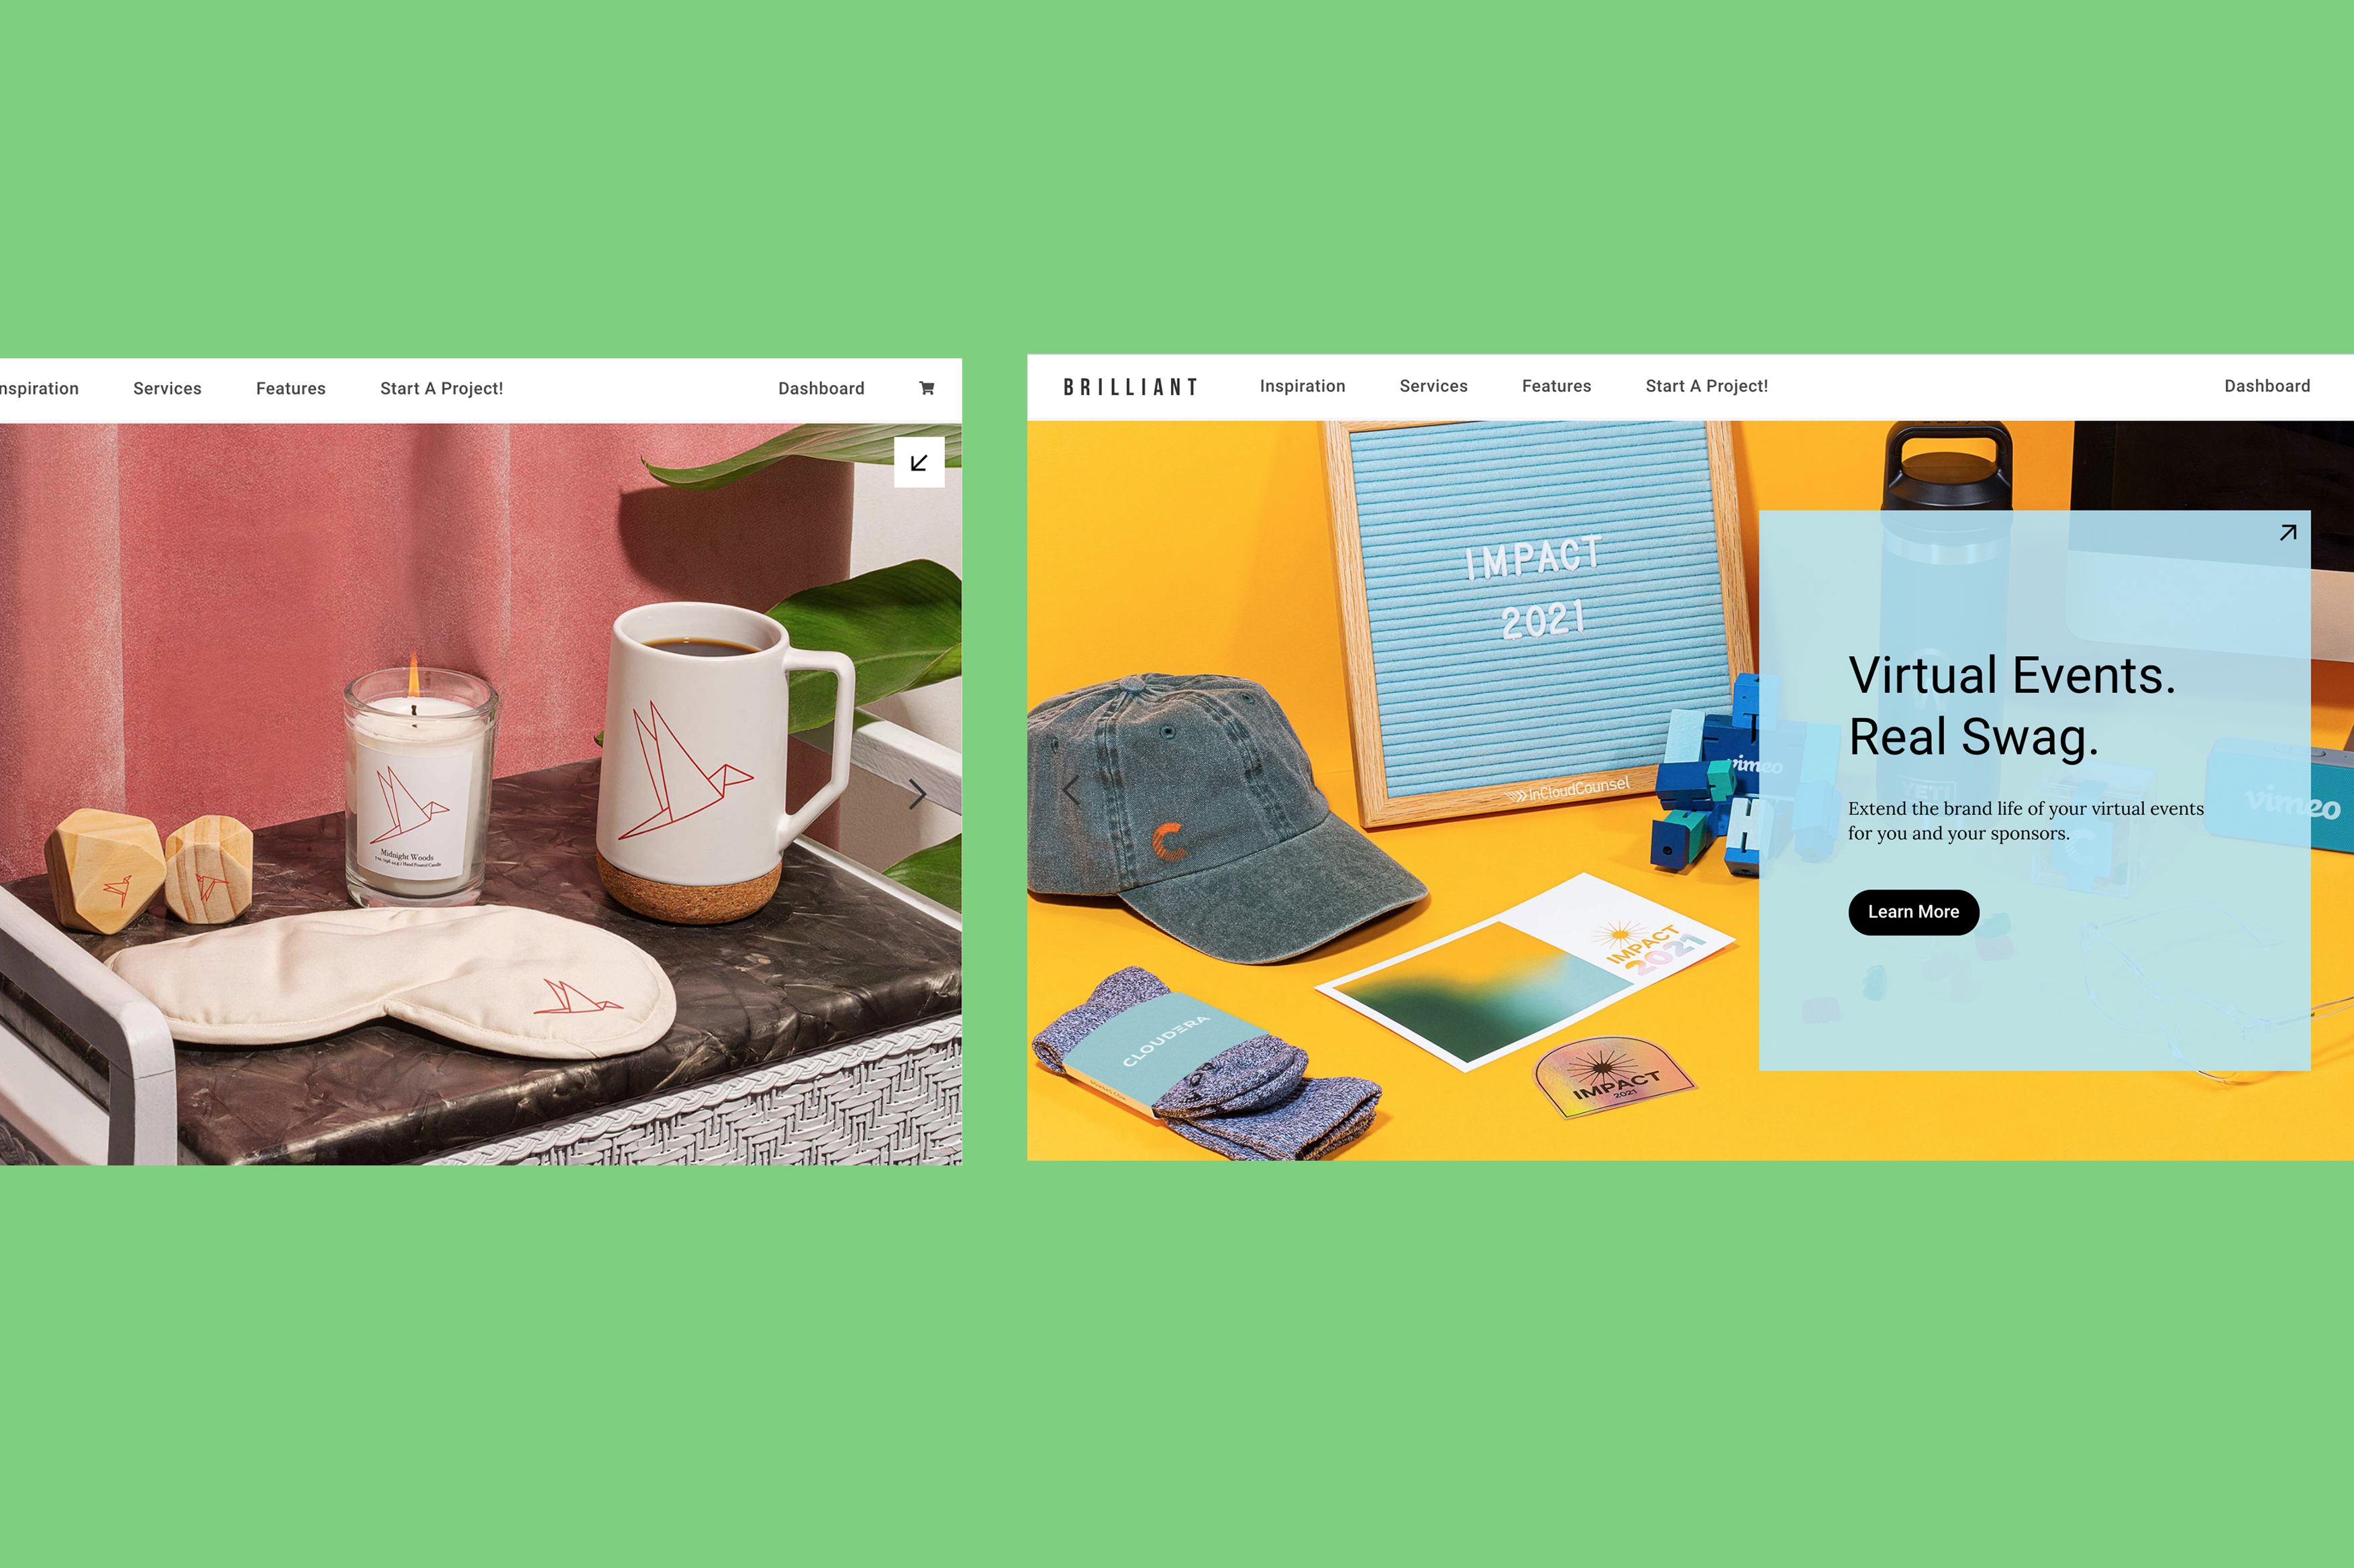 Services
Features
Start A Project!
Dashboard
Midnight Woods
BRILLIANT
Inspiration
Services
Features
Start A Project!
Dashboard
IMPACT
2021
InCloudCounsel
vimeo
H
Virtual Events.
Real Swag.
Extend the brand life of your virtual events
for you and your sponsors.
Learn More
YETI
vimeo
C
IMPACT
2021
CLOUDERA
IMPACT
2021